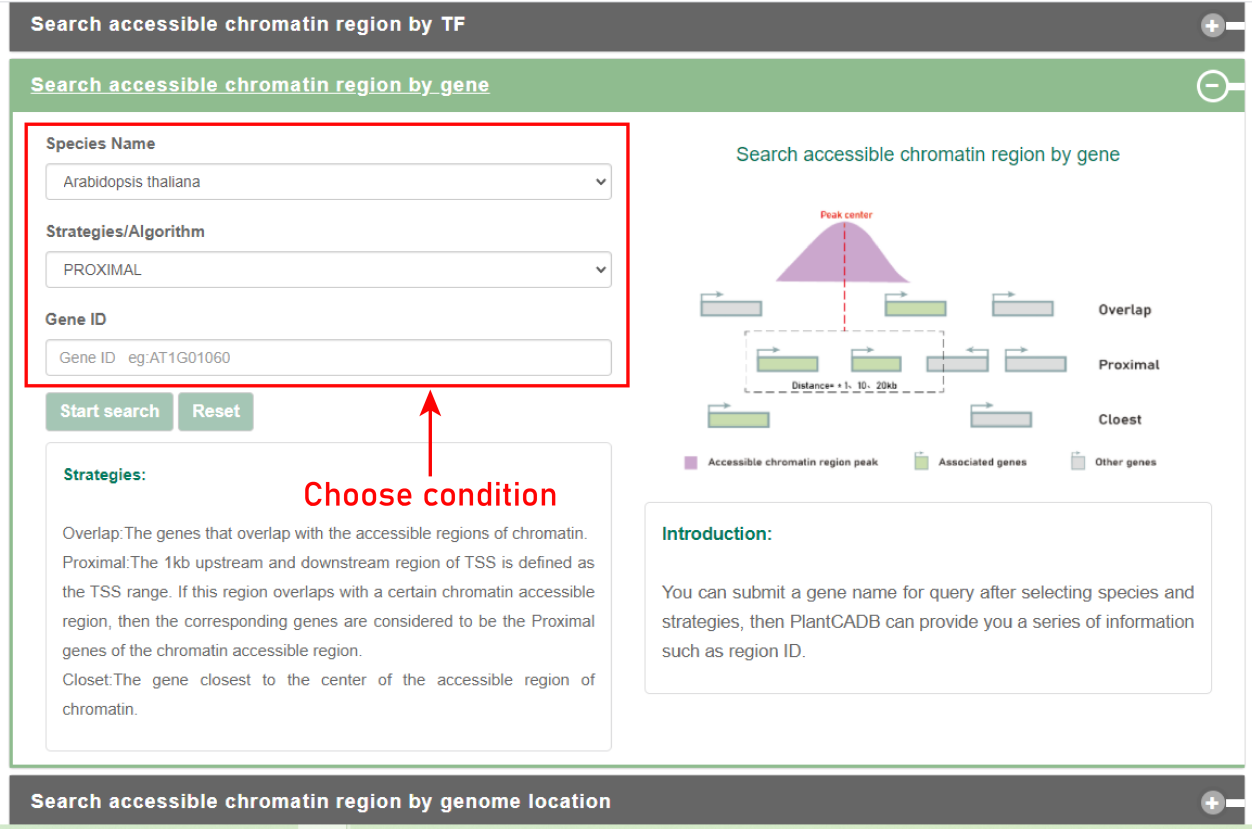 Search accessible chromatin region by TF
Search accessible chromatin region by gene
Species Name
Arabidopsis thaliana
Strategies/Algorithm
PROXIMAL
Gene ID
Gene ID eg:AT1G01060
Start search Reset
Choose condition
Strategies:
Overlap:The genes that overlap with the accessible regions of chromatin.
Proximal:The 1kb upstream and downstream region of TSS is defined as
the TSS range. If this region overlaps with a certain chromatin accessible
region, then the corresponding genes are considered to be the Proximal
genes of the chromatin accessible region.
Closet:The gene closest to the center of the accessible region of
chromatin.
Search accessible chromatin region by gene
Peak center
Overlap
Proximal
Distance= + 1、10、20kb
Cloest
Accessible chromatin region peak Associated genes Other genes
Introduction:
You can submit a gene name for query after selecting species and
strategies, then PlantCADB can provide you a series of information
such as region ID.
Search accessible chromatin region by genome location